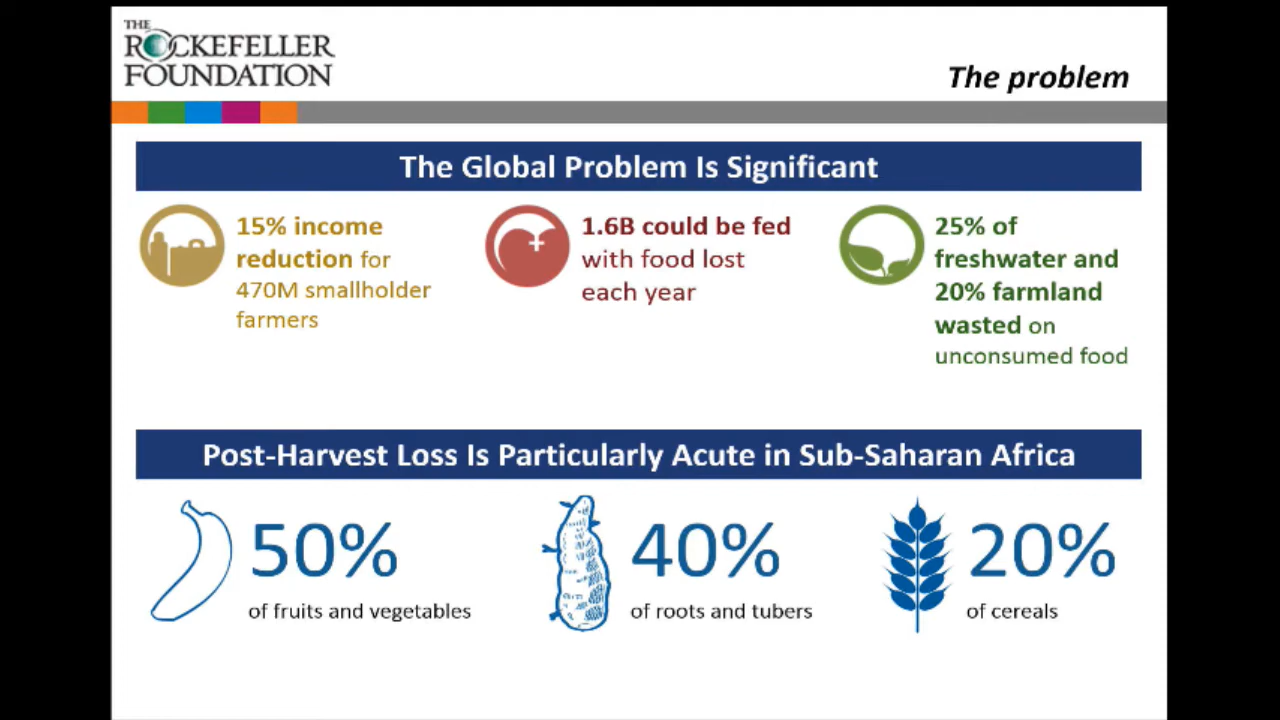 THE
ROCKEFELLER
FOUNDATION
The problem
The Global Problem Is Significant
15% income
reduction for
470M smallholder
farmers
1.6B could be fed
with food lost
each year
25% of
freshwater and
20% farmland
wasted on
unconsumed food
Post-Harvest Loss Is Particularly Acute in Sub-Saharan Africa
50%
of fruits and vegetables
40%
of roots and tubers
20%
of cereals